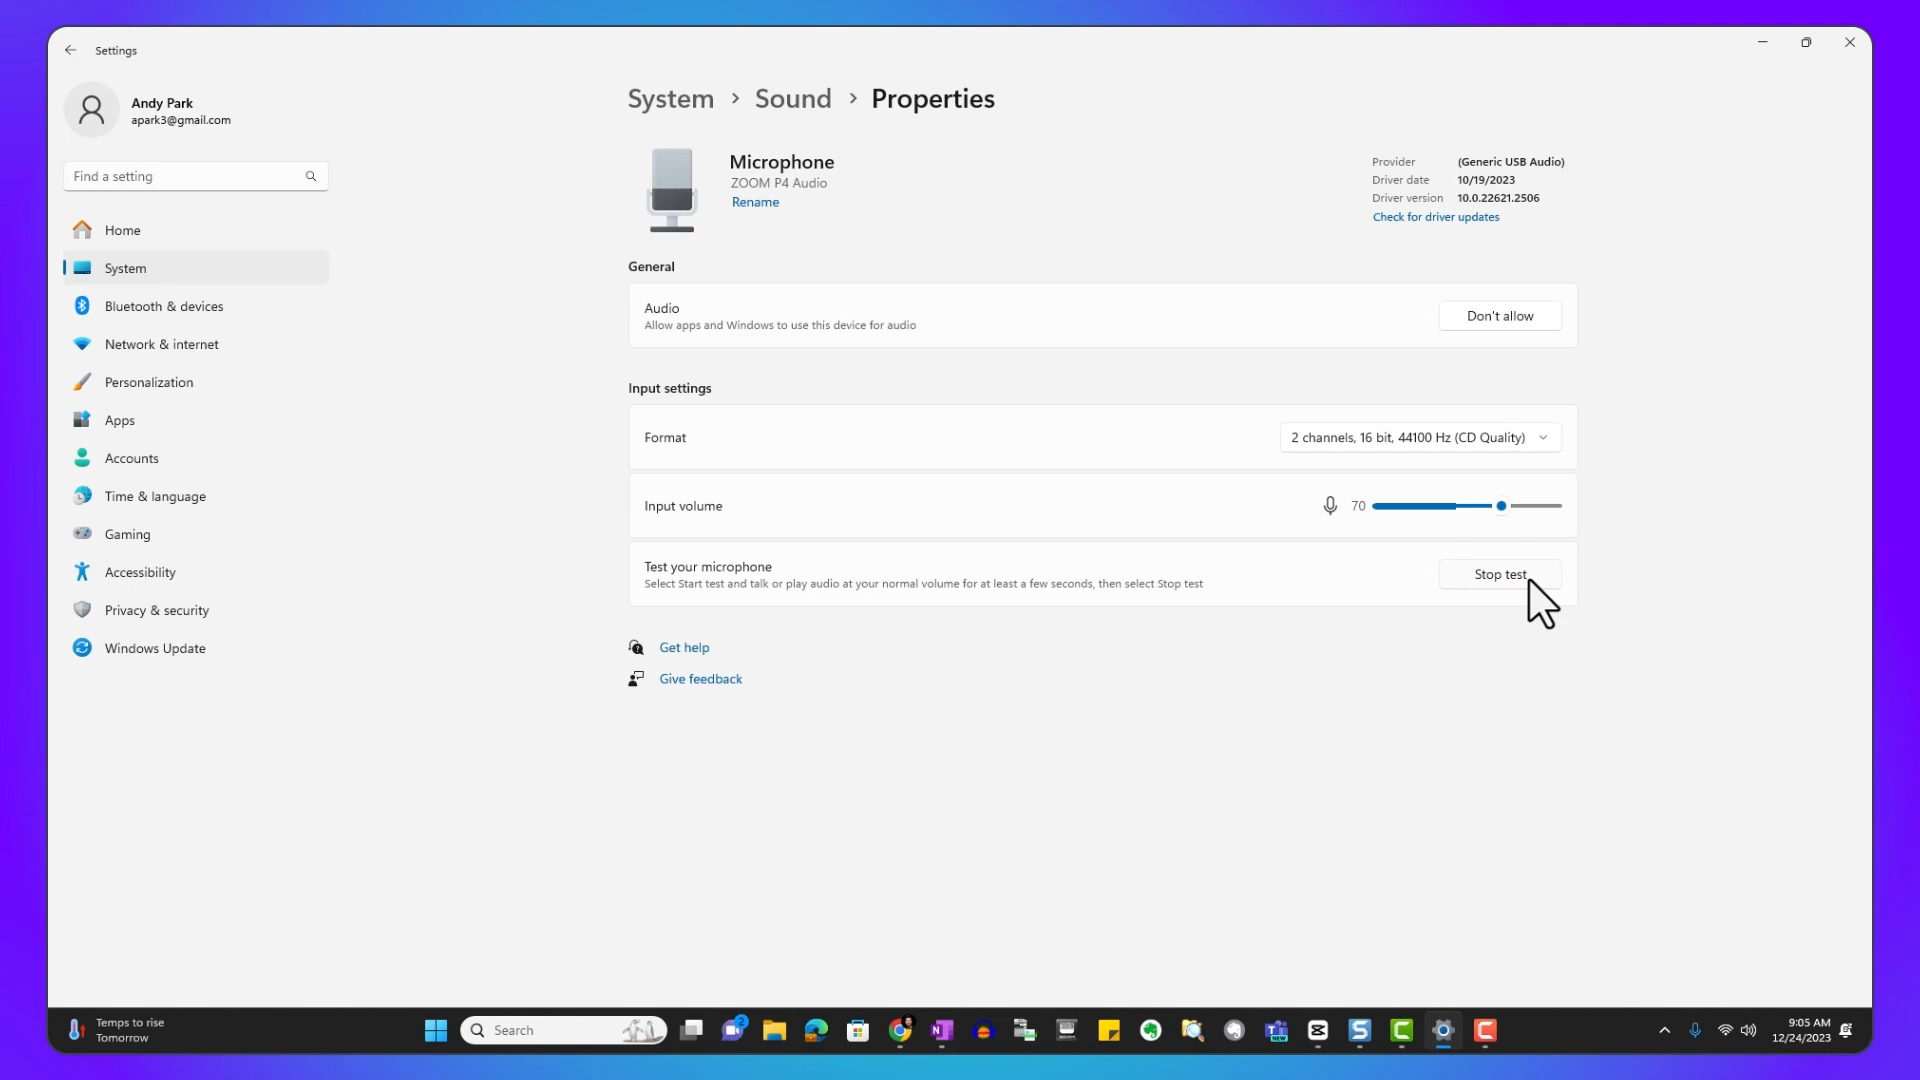 Settings
Andy Park
apark3@gmail.com
Find a setting
Home
System
Bluetooth & devices
Network & internet
Personalization
Apps
Accounts
Time & language
Gaming
Accessibility
Privacy & security
Windows Update
System > Sound > Properties
Microphone
ZOOM P4 Audio
Rename
Provider (Generic USB Audio)
Driver date 10/19/2023
Driver version 10.0.22621.2506
Check for driver updates
General
Audio
Allow apps and Windows to use this device for audio
Don't allow
Input settings
Format
2 channels, 16 bit, 44100 Hz (CD Quality)
Input volume
70
Test your microphone
Select Start test and talk or play audio at your normal volume for at least a few seconds, then select Stop test
Stop test
Get help
Give feedback
Temps to rise
Tomorrow
Search
2
N
NEW
S
C
C
9:05 AM
12/24/2023